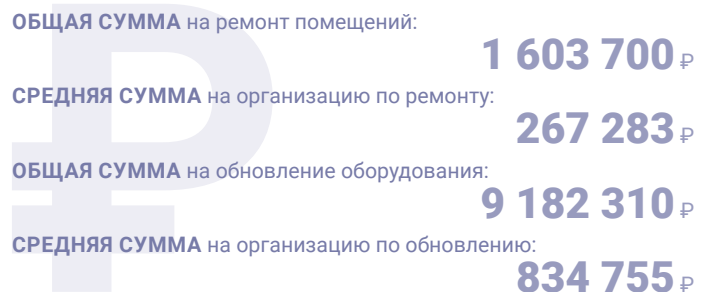 ОБЩАЯ СУММА на ремонт помещений:
1 603 700 ₽
СРЕДНЯЯ СУММА на организацию по ремонту:
267 283 ₽
ОБЩАЯ СУММА на обновление оборудования:
9 182 310 ₽
СРЕДНЯЯ СУММА на организацию по обновлению:
834 755 ₽